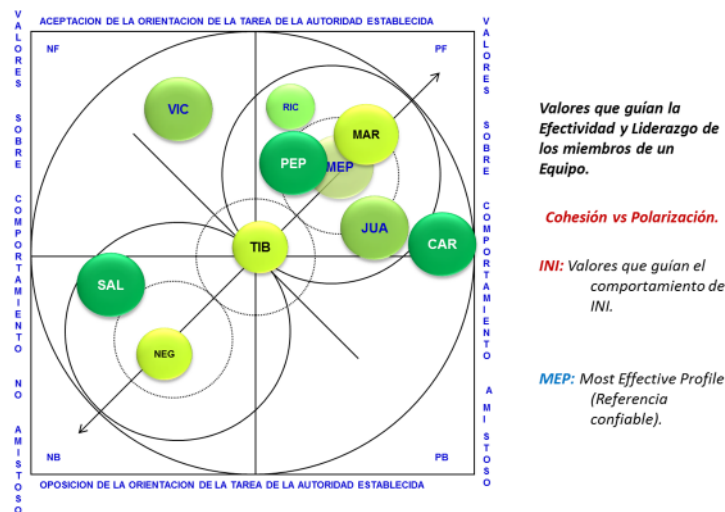 ACEPTACION DE LA ORIENTACION DE LA TAREA DE LA AUTORIDAD ESTABLECIDA
VALORES SOBRE COMPORTAMIENTO NO AMISTOSO
VALORES SOBRE COMPORTAMIENTO AMISTOSO
NF
PF
VIC
RIC
MAR
PEP
MEP
JUA
CAR
TIB
SAL
NEG
NB
PB
OPOSICION DE LA ORIENTACION DE LA TAREA DE LA AUTORIDAD ESTABLECIDA
Valores que guían la
Efectividad y Liderazgo de
los miembros de un
Equipo.
Cohesión vs Polarización.
INI: Valores que guían el
comportamiento de
INI.
MEP: Most Effective Profile
(Referencia
confiable).